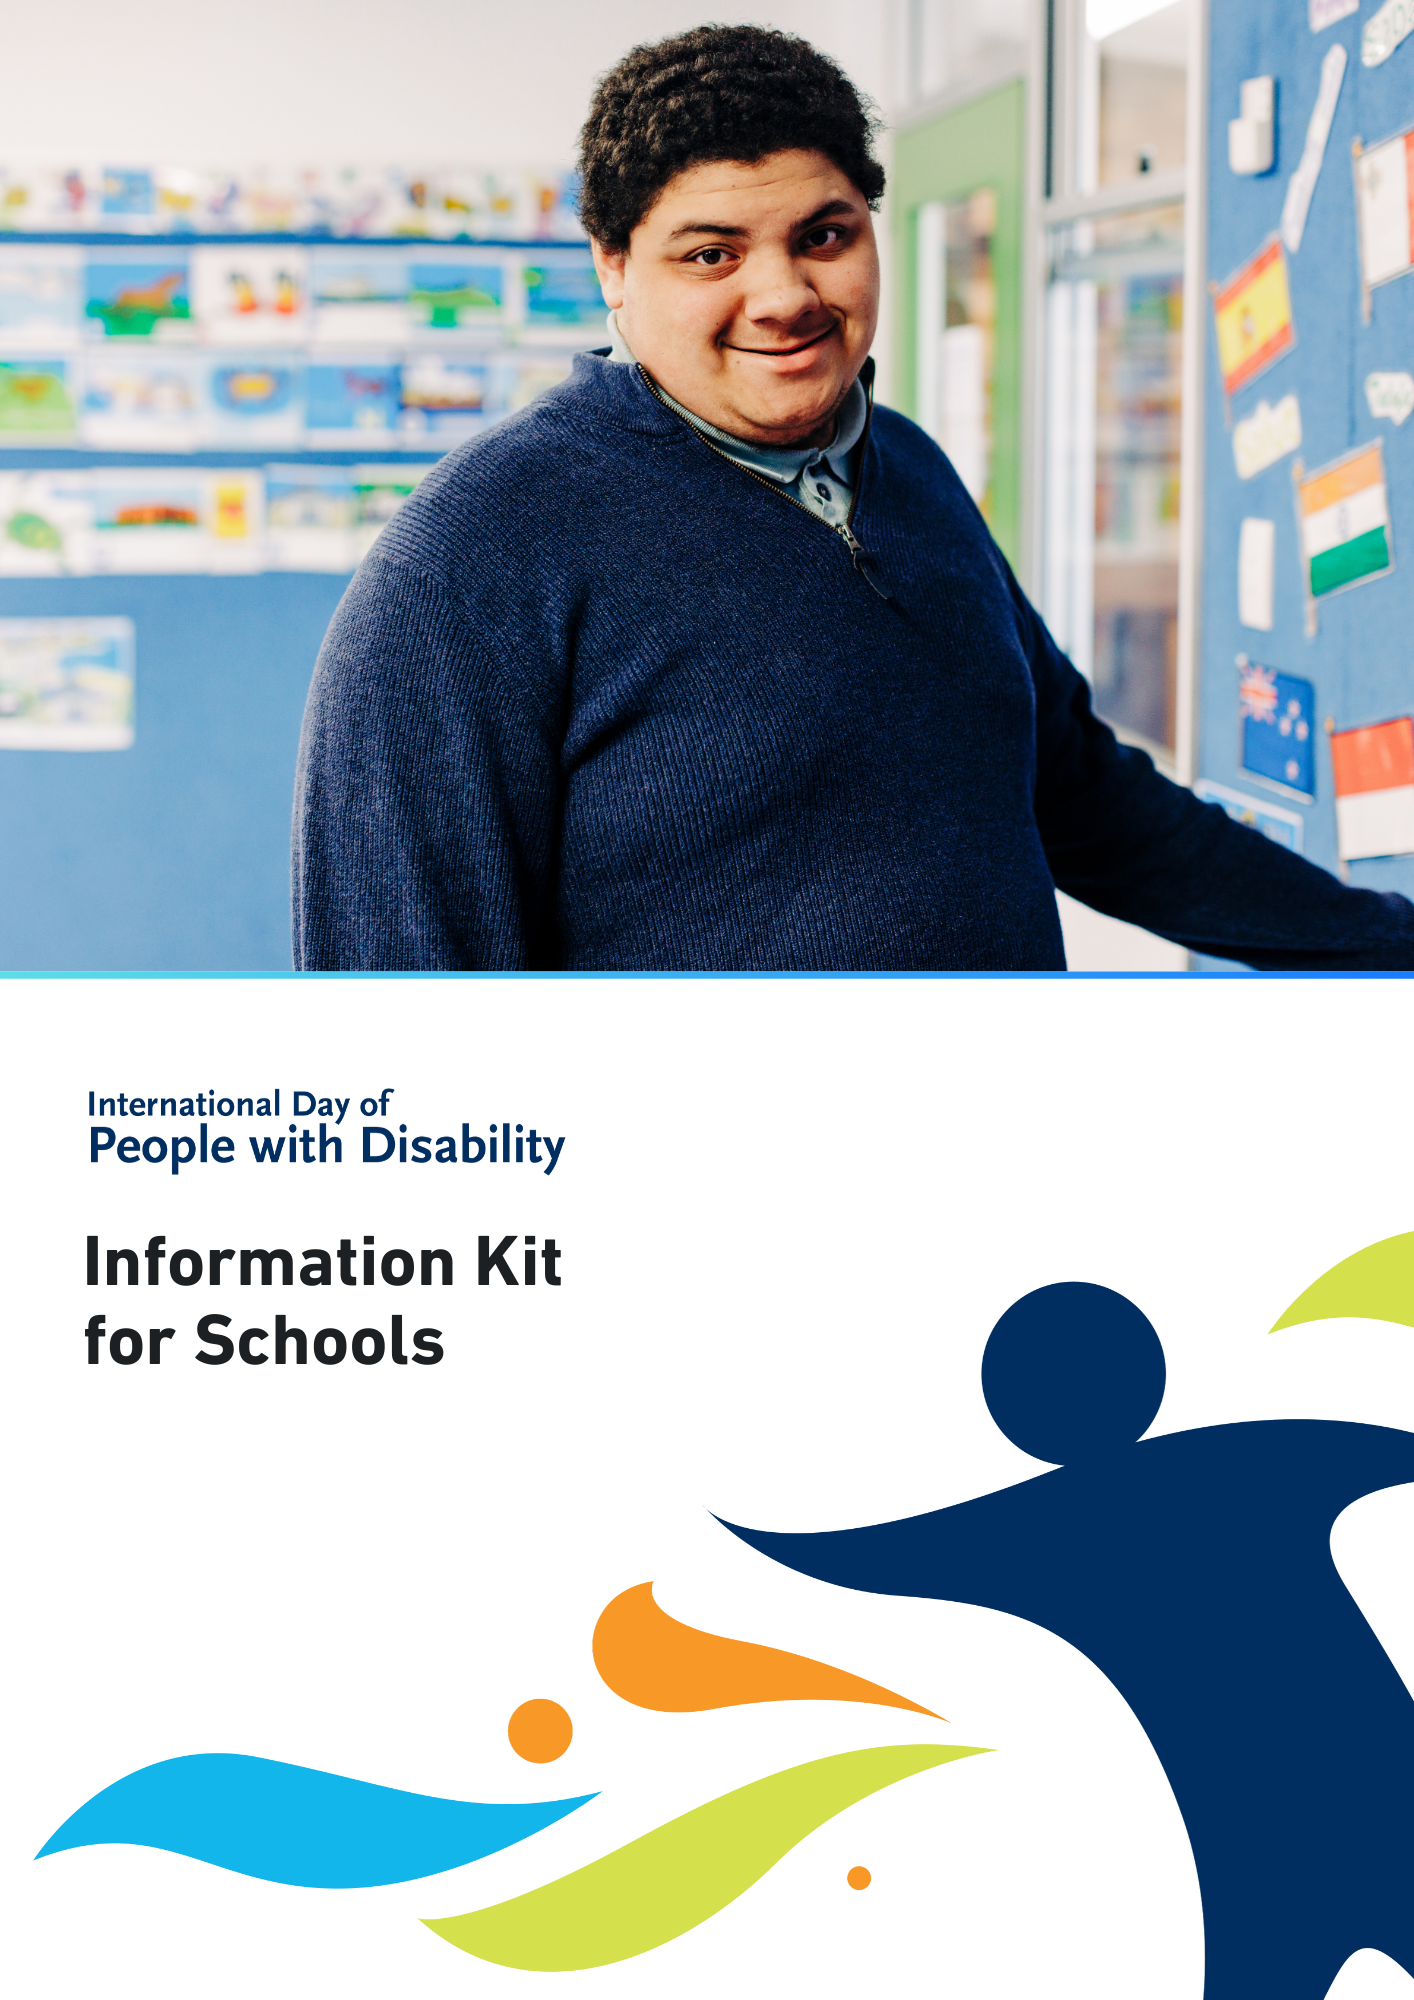 International Day of
People with Disability
Information Kit
for Schools